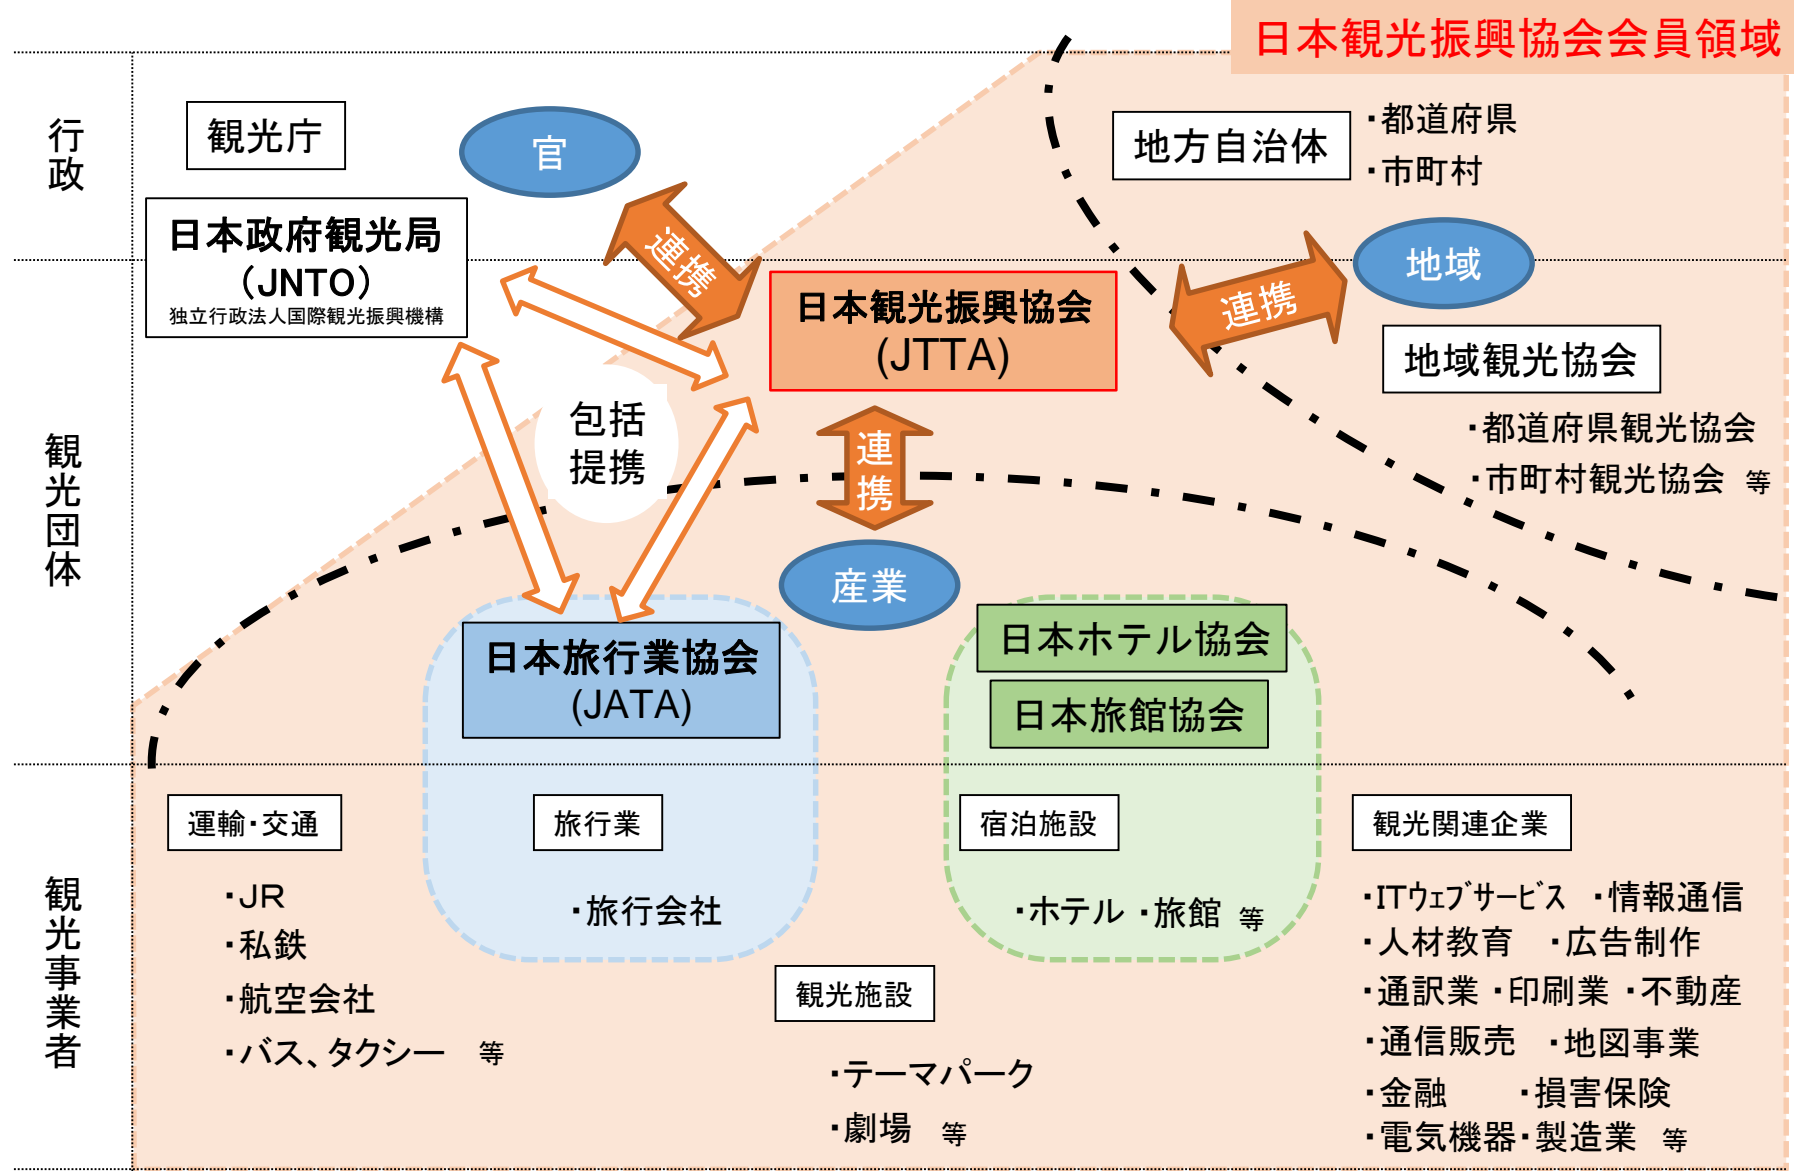 日本観光振興協会会員領域
行政
観光庁
官
地方自治体
・都道府県
・市町村
日本政府観光局
（JNTO）
独立行政法人国際観光振興機構
連携
日本観光振興協会
(JTTA)
連携
地域
地域観光協会
・都道府県観光協会
・市町村観光協会 等
観光団体
包括
提携
連携
産業
日本旅行業協会
(JATA)
日本ホテル協会
日本旅館協会
観光事業者
運輸・交通
・JR
・私鉄
・航空会社
・バス、タクシー 等
旅行業
・旅行会社
宿泊施設
・ホテル ・旅館 等
観光施設
・テーマパーク
・劇場 等
観光関連企業
・ITｳｪﾌﾞサービス ・情報通信
・人材教育 ・広告制作
・通訳業 ・印刷業 ・不動産
・通信販売 ・地図事業
・金融 ・損害保険
・電気機器・製造業 等